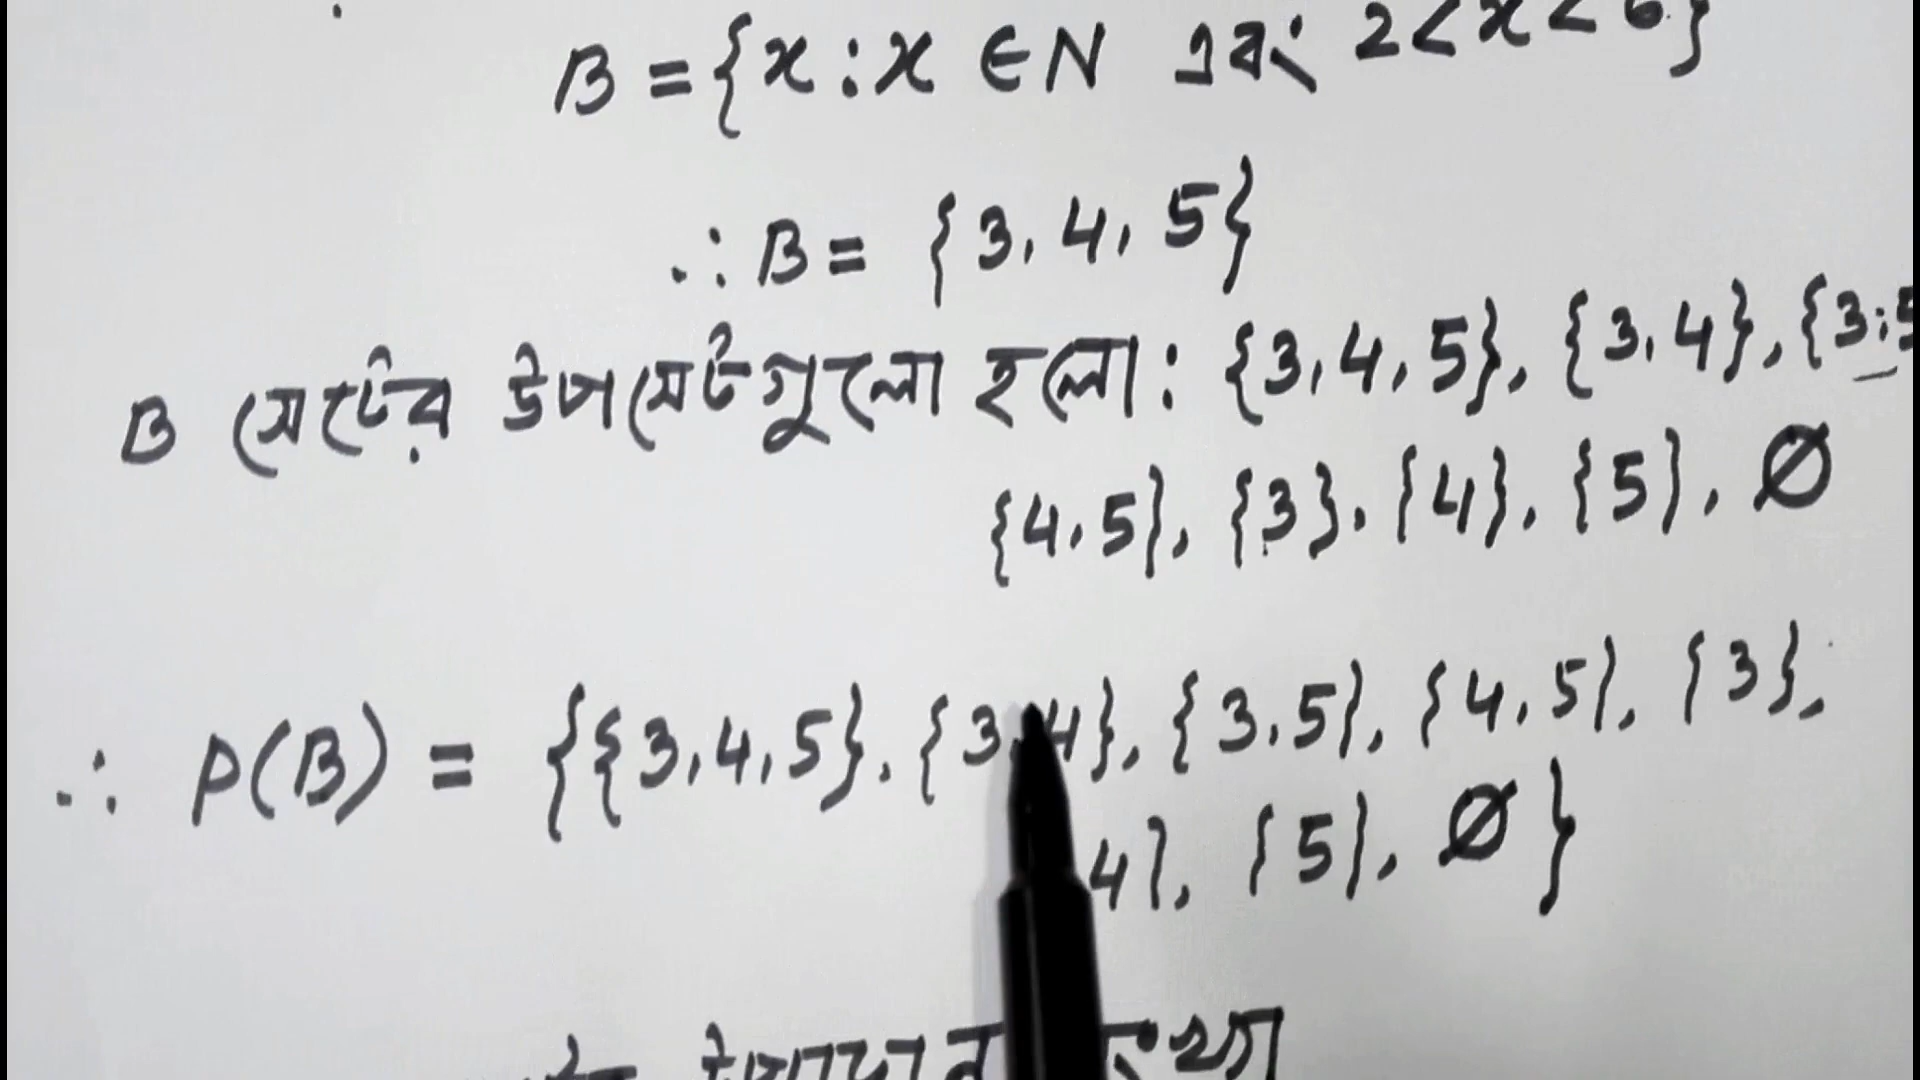 B = {x : x ∈ N এবং 2 < x < 6}
∴ B = {3, 4, 5}
B সেটের উপসেটগুলো হলো : {3, 4, 5}, {3, 4}, {3, 5
{4, 5}, {3}, {4}, {5}, Ø
∴ P(B) = {{3, 4, 5}, {3, 4}, {3, 5}, {4, 5}, {3},
4}, {5}, Ø}